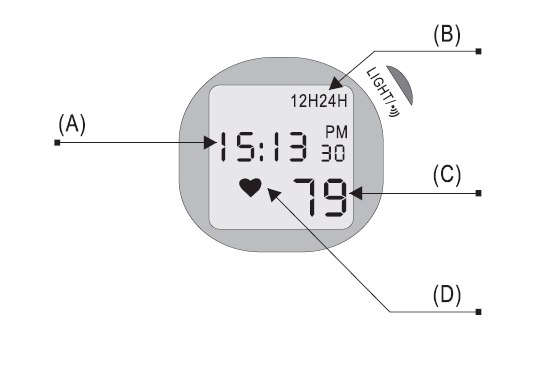 (B)
LIGHT/
12H24H
(A)
PM
15:13 30
(C)
79
(D)